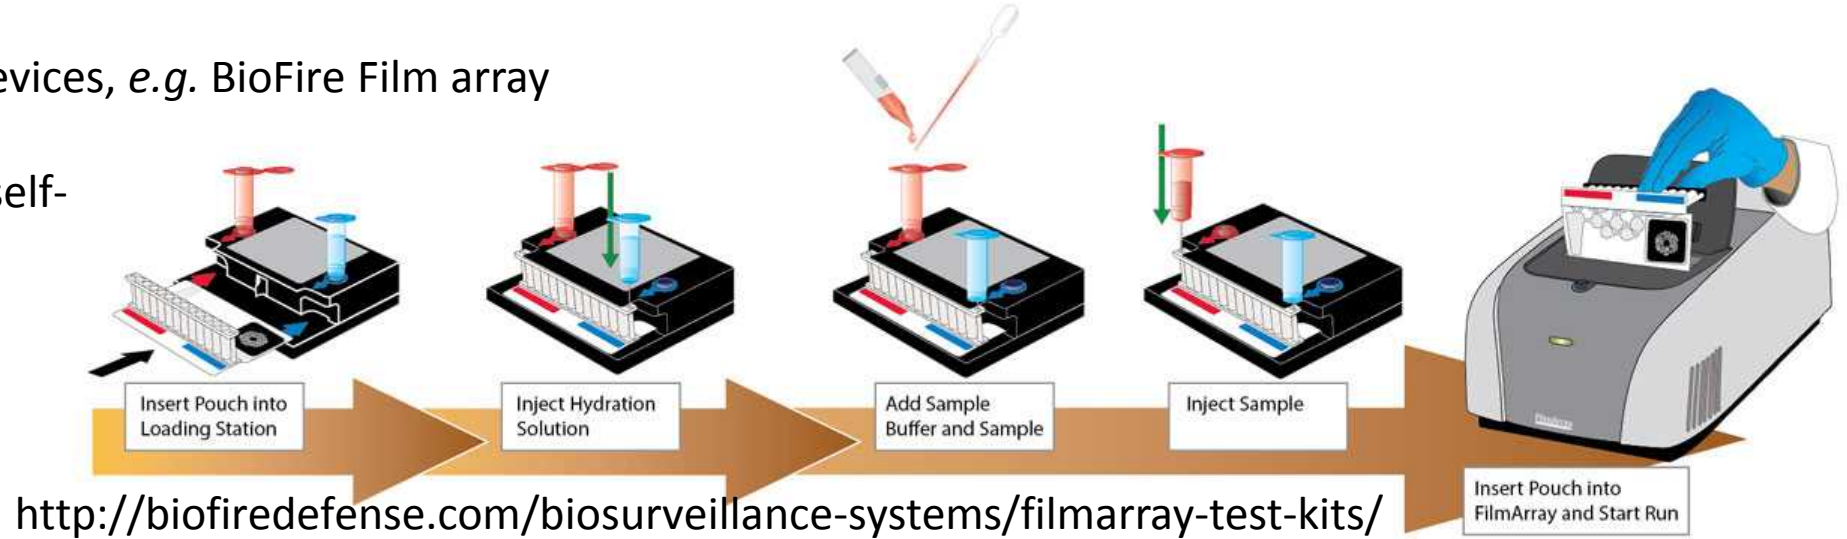 evices, e.g. BioFire Film array
self-
Insert Pouch into
Loading Station
Inject Hydration
Solution
Add Sample
Buffer and Sample
Inject Sample
Insert Pouch into
FilmArray and Start Run
http://biofiredefense.com/biosurveillance-systems/filmarray-test-kits/